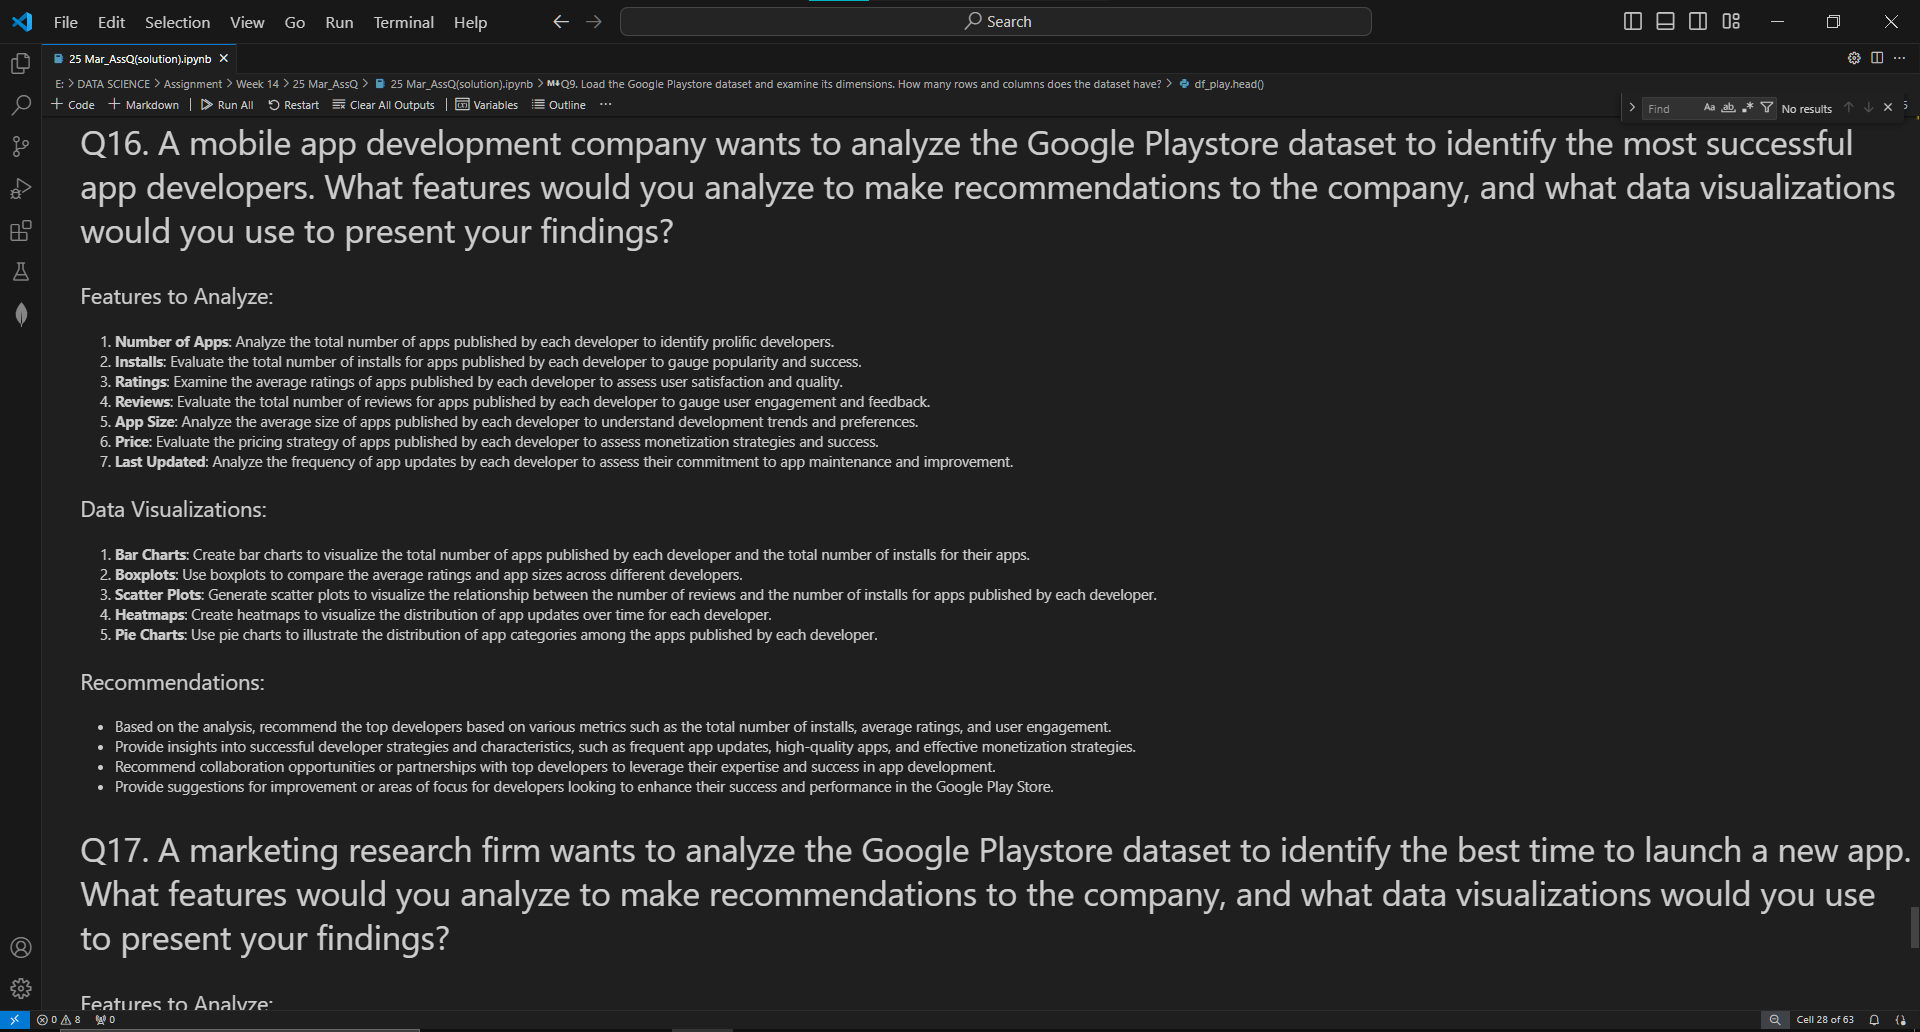 File Edit Selection View Go Run Terminal Help
Search
25 Mar_AssQ(solution).ipynb
E: > DATA SCIENCE > Assignment > Week 14 > 25 Mar_AssQ > 25 Mar_AssQ(solution).ipynb > M↓Q9. Load the Google Playstore dataset and examine its dimensions. How many rows and columns does the dataset have? > df_play.head()
+ Code + Markdown | Run All Restart Clear All Outputs | Variables Outline ...
Find Aa ab .* No results
Q16. A mobile app development company wants to analyze the Google Playstore dataset to identify the most successful
app developers. What features would you analyze to make recommendations to the company, and what data visualizations
would you use to present your findings?
Features to Analyze:
1. Number of Apps: Analyze the total number of apps published by each developer to identify prolific developers.
2. Installs: Evaluate the total number of installs for apps published by each developer to gauge popularity and success.
3. Ratings: Examine the average ratings of apps published by each developer to assess user satisfaction and quality.
4. Reviews: Evaluate the total number of reviews for apps published by each developer to gauge user engagement and feedback.
5. App Size: Analyze the average size of apps published by each developer to understand development trends and preferences.
6. Price: Evaluate the pricing strategy of apps published by each developer to assess monetization strategies and success.
7. Last Updated: Analyze the frequency of app updates by each developer to assess their commitment to app maintenance and improvement.
Data Visualizations:
1. Bar Charts: Create bar charts to visualize the total number of apps published by each developer and the total number of installs for their apps.
2. Boxplots: Use boxplots to compare the average ratings and app sizes across different developers.
3. Scatter Plots: Generate scatter plots to visualize the relationship between the number of reviews and the number of installs for apps published by each developer.
4. Heatmaps: Create heatmaps to visualize the distribution of app updates over time for each developer.
5. Pie Charts: Use pie charts to illustrate the distribution of app categories among the apps published by each developer.
Recommendations:
• Based on the analysis, recommend the top developers based on various metrics such as the total number of installs, average ratings, and user engagement.
• Provide insights into successful developer strategies and characteristics, such as frequent app updates, high-quality apps, and effective monetization strategies.
• Recommend collaboration opportunities or partnerships with top developers to leverage their expertise and success in app development.
• Provide suggestions for improvement or areas of focus for developers looking to enhance their success and performance in the Google Play Store.
Q17. A marketing research firm wants to analyze the Google Playstore dataset to identify the best time to launch a new app.
What features would you analyze to make recommendations to the company, and what data visualizations would you use
to present your findings?
Features to Analyze:
0 8 0
Cell 28 of 63